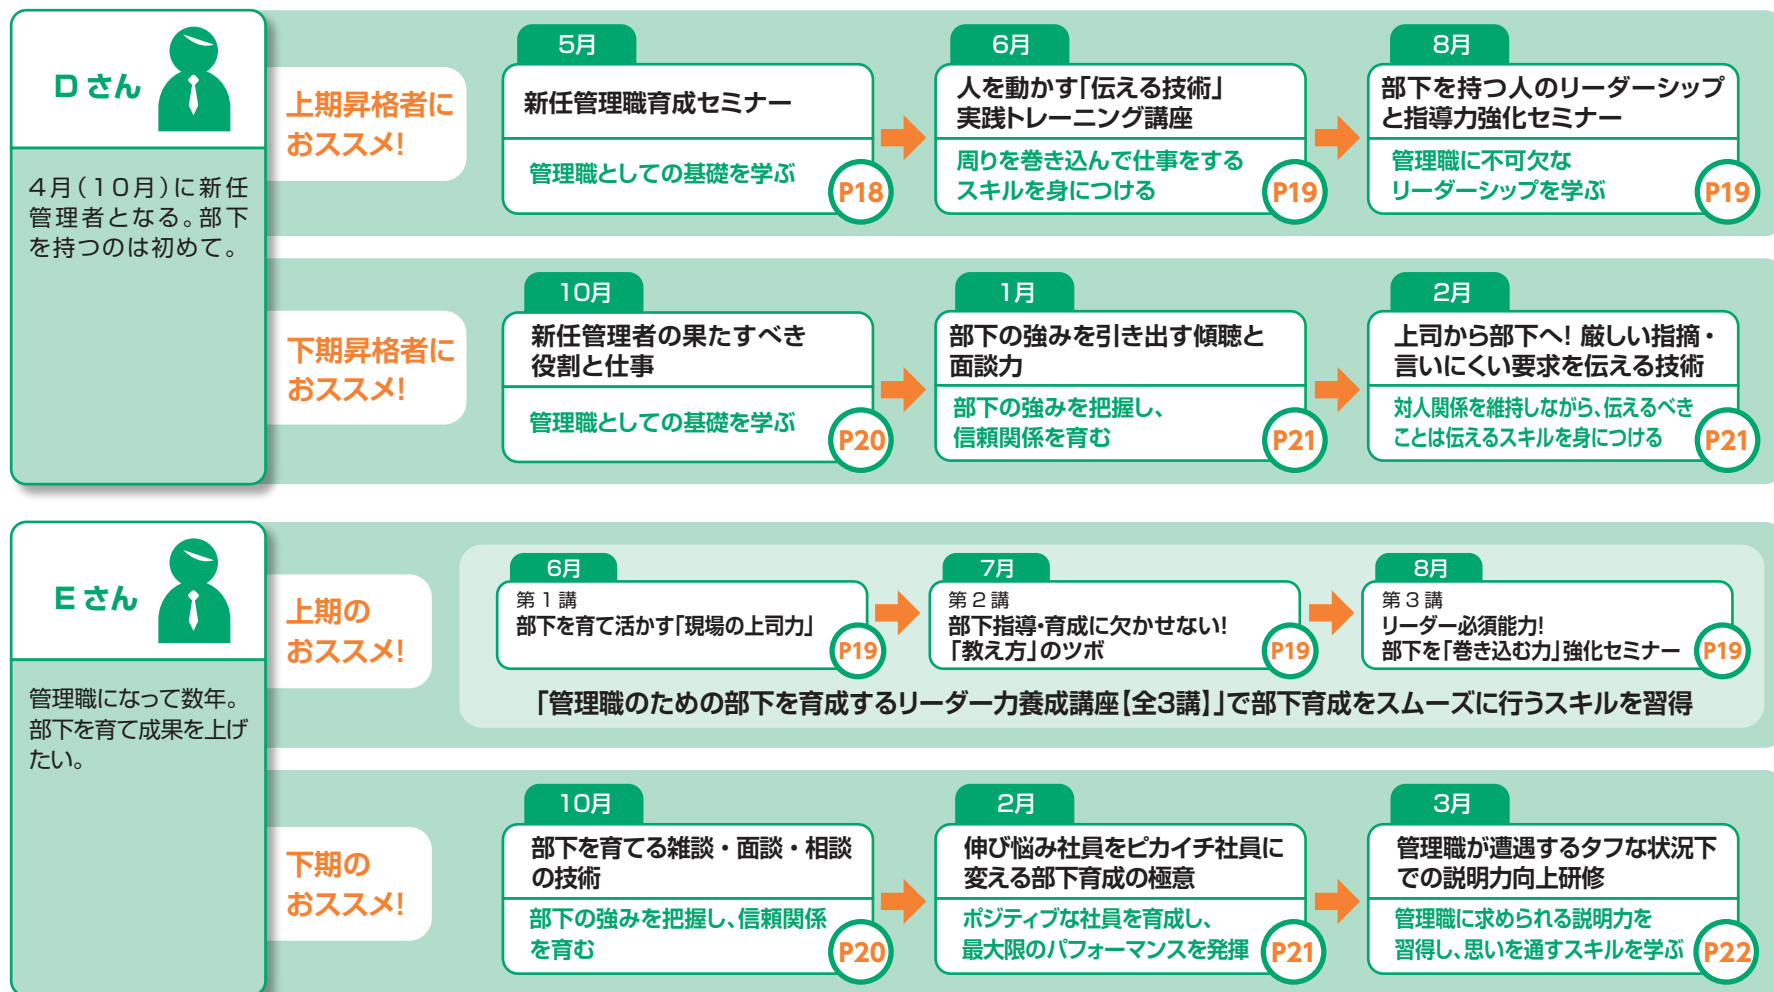 Dさん
4月(10月)に新任
管理者となる。部下
を持つのは初めて。
上期昇格者に
おススメ!
5月
新任管理職育成セミナー
管理職としての基礎を学ぶ
P18
6月
人を動かす「伝える技術」
実践トレーニング講座
周りを巻き込んで仕事をする
スキルを身につける
P19
8月
部下を持つ人のリーダーシップ
と指導力強化セミナー
管理職に不可欠な
リーダーシップを学ぶ
P19
下期昇格者に
おススメ!
10月
新任管理者の果たすべき
役割と仕事
管理職としての基礎を学ぶ
P20
1月
部下の強みを引き出す傾聴と
面談力
部下の強みを把握し、
信頼関係を育む
P21
2月
上司から部下へ! 厳しい指摘・
言いにくい要求を伝える技術
対人関係を維持しながら、伝えるべき
ことは伝えるスキルを身につける
P21
Eさん
管理職になって数年。
部下を育て成果を上げ
たい。
上期の
おススメ!
6月
第1講
部下を育て活かす「現場の上司力」
P19
7月
第2講
部下指導・育成に欠かせない!
「教え方」のツボ
P19
8月
第3講
リーダー必須能力!
部下を「巻き込む力」強化セミナー
P19
「管理職のための部下を育成するリーダー力養成講座【全3講】」で部下育成をスムーズに行うスキルを習得
下期の
おススメ!
10月
部下を育てる雑談・面談・相談
の技術
部下の強みを把握し、信頼関係
を育む
P20
2月
伸び悩み社員をピカイチ社員に
変える部下育成の極意
ポジティブな社員を育成し、
最大限のパフォーマンスを発揮
P21
3月
管理職が遭遇するタフな状況下
での説明力向上研修
管理職に求められる説明力を
習得し、思いを通すスキルを学ぶ
P22